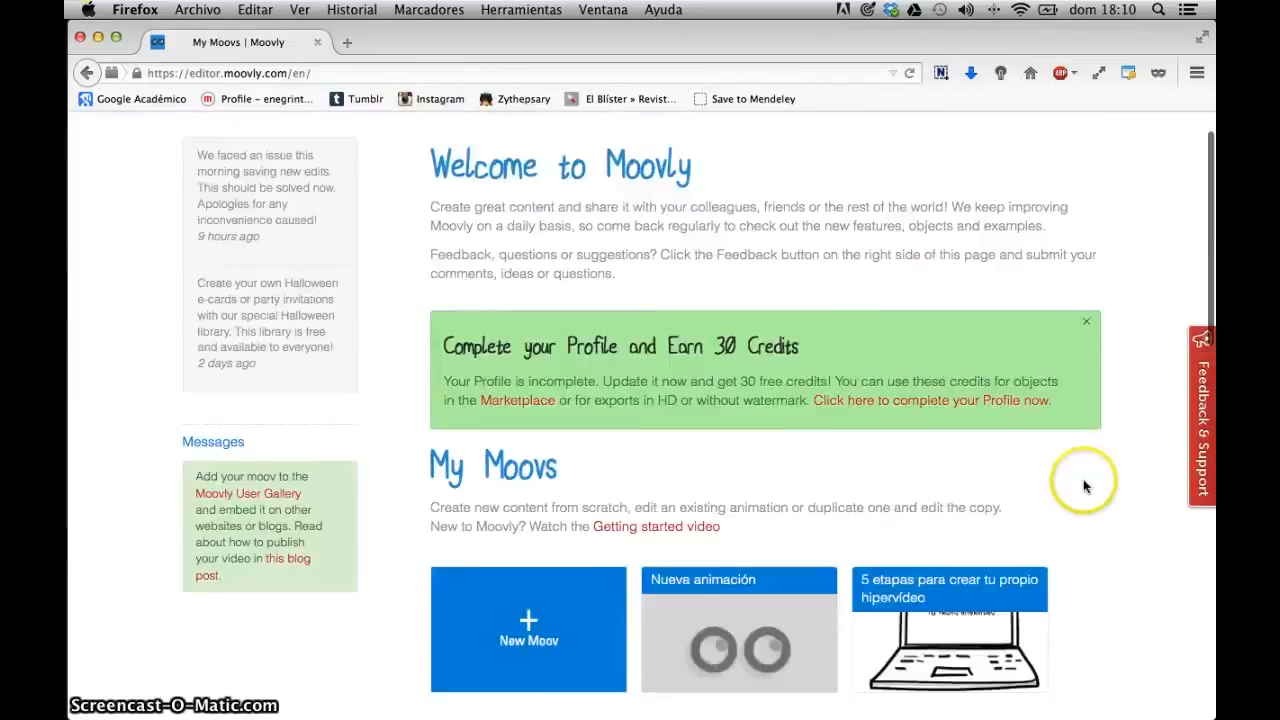 Firefox Archivo Editar Ver Historial Marcadores Herramientas Ventana Ayuda dom 18:10
My Moovs | Moovly
https://editor.moovly.com/en/
Google Académico Profile – enegrint... Tumblr Instagram Zythepsary El Blíster » Revist... Save to Mendeley
We faced an issue this
morning saving new edits.
This should be solved now.
Apologies for any
inconvenience caused!
9 hours ago
Create your own Halloween
e-cards or party invitations
with our special Halloween
library. This library is free
and available to everyone!
2 days ago
Messages
Add your moov to the
Moovly User Gallery
and embed it on other
websites or blogs. Read
about how to publish
your video in this blog
post.
Welcome to Moovly
Create great content and share it with your colleagues, friends or the rest of the world! We keep improving
Moovly on a daily basis, so come back regularly to check out the new features, objects and examples.
Feedback, questions or suggestions? Click the Feedback button on the right side of this page and submit your
comments, ideas or questions.
Complete your Profile and Earn 30 Credits
Your Profile is incomplete. Update it now and get 30 free credits! You can use these credits for objects
in the Marketplace or for exports in HD or without watermark. Click here to complete your Profile now.
My Moovs
Create new content from scratch, edit an existing animation or duplicate one and edit the copy.
New to Moovly? Watch the Getting started video
New Moov
Nueva animación
5 etapas para crear tu propio
hipervídeo
Feedback & Support
ABP
Screencast-O-Matic.com